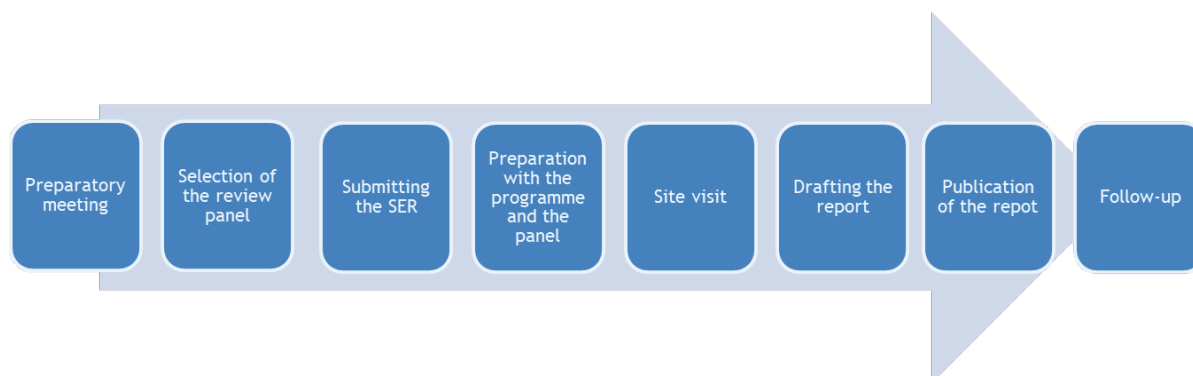 Preparatory
meeting
Selection of
the review
panel
Submitting
the SER
Preparation
with the
programme
and the
panel
Site visit
Drafting the
report
Publication
of the repot
Follow-up